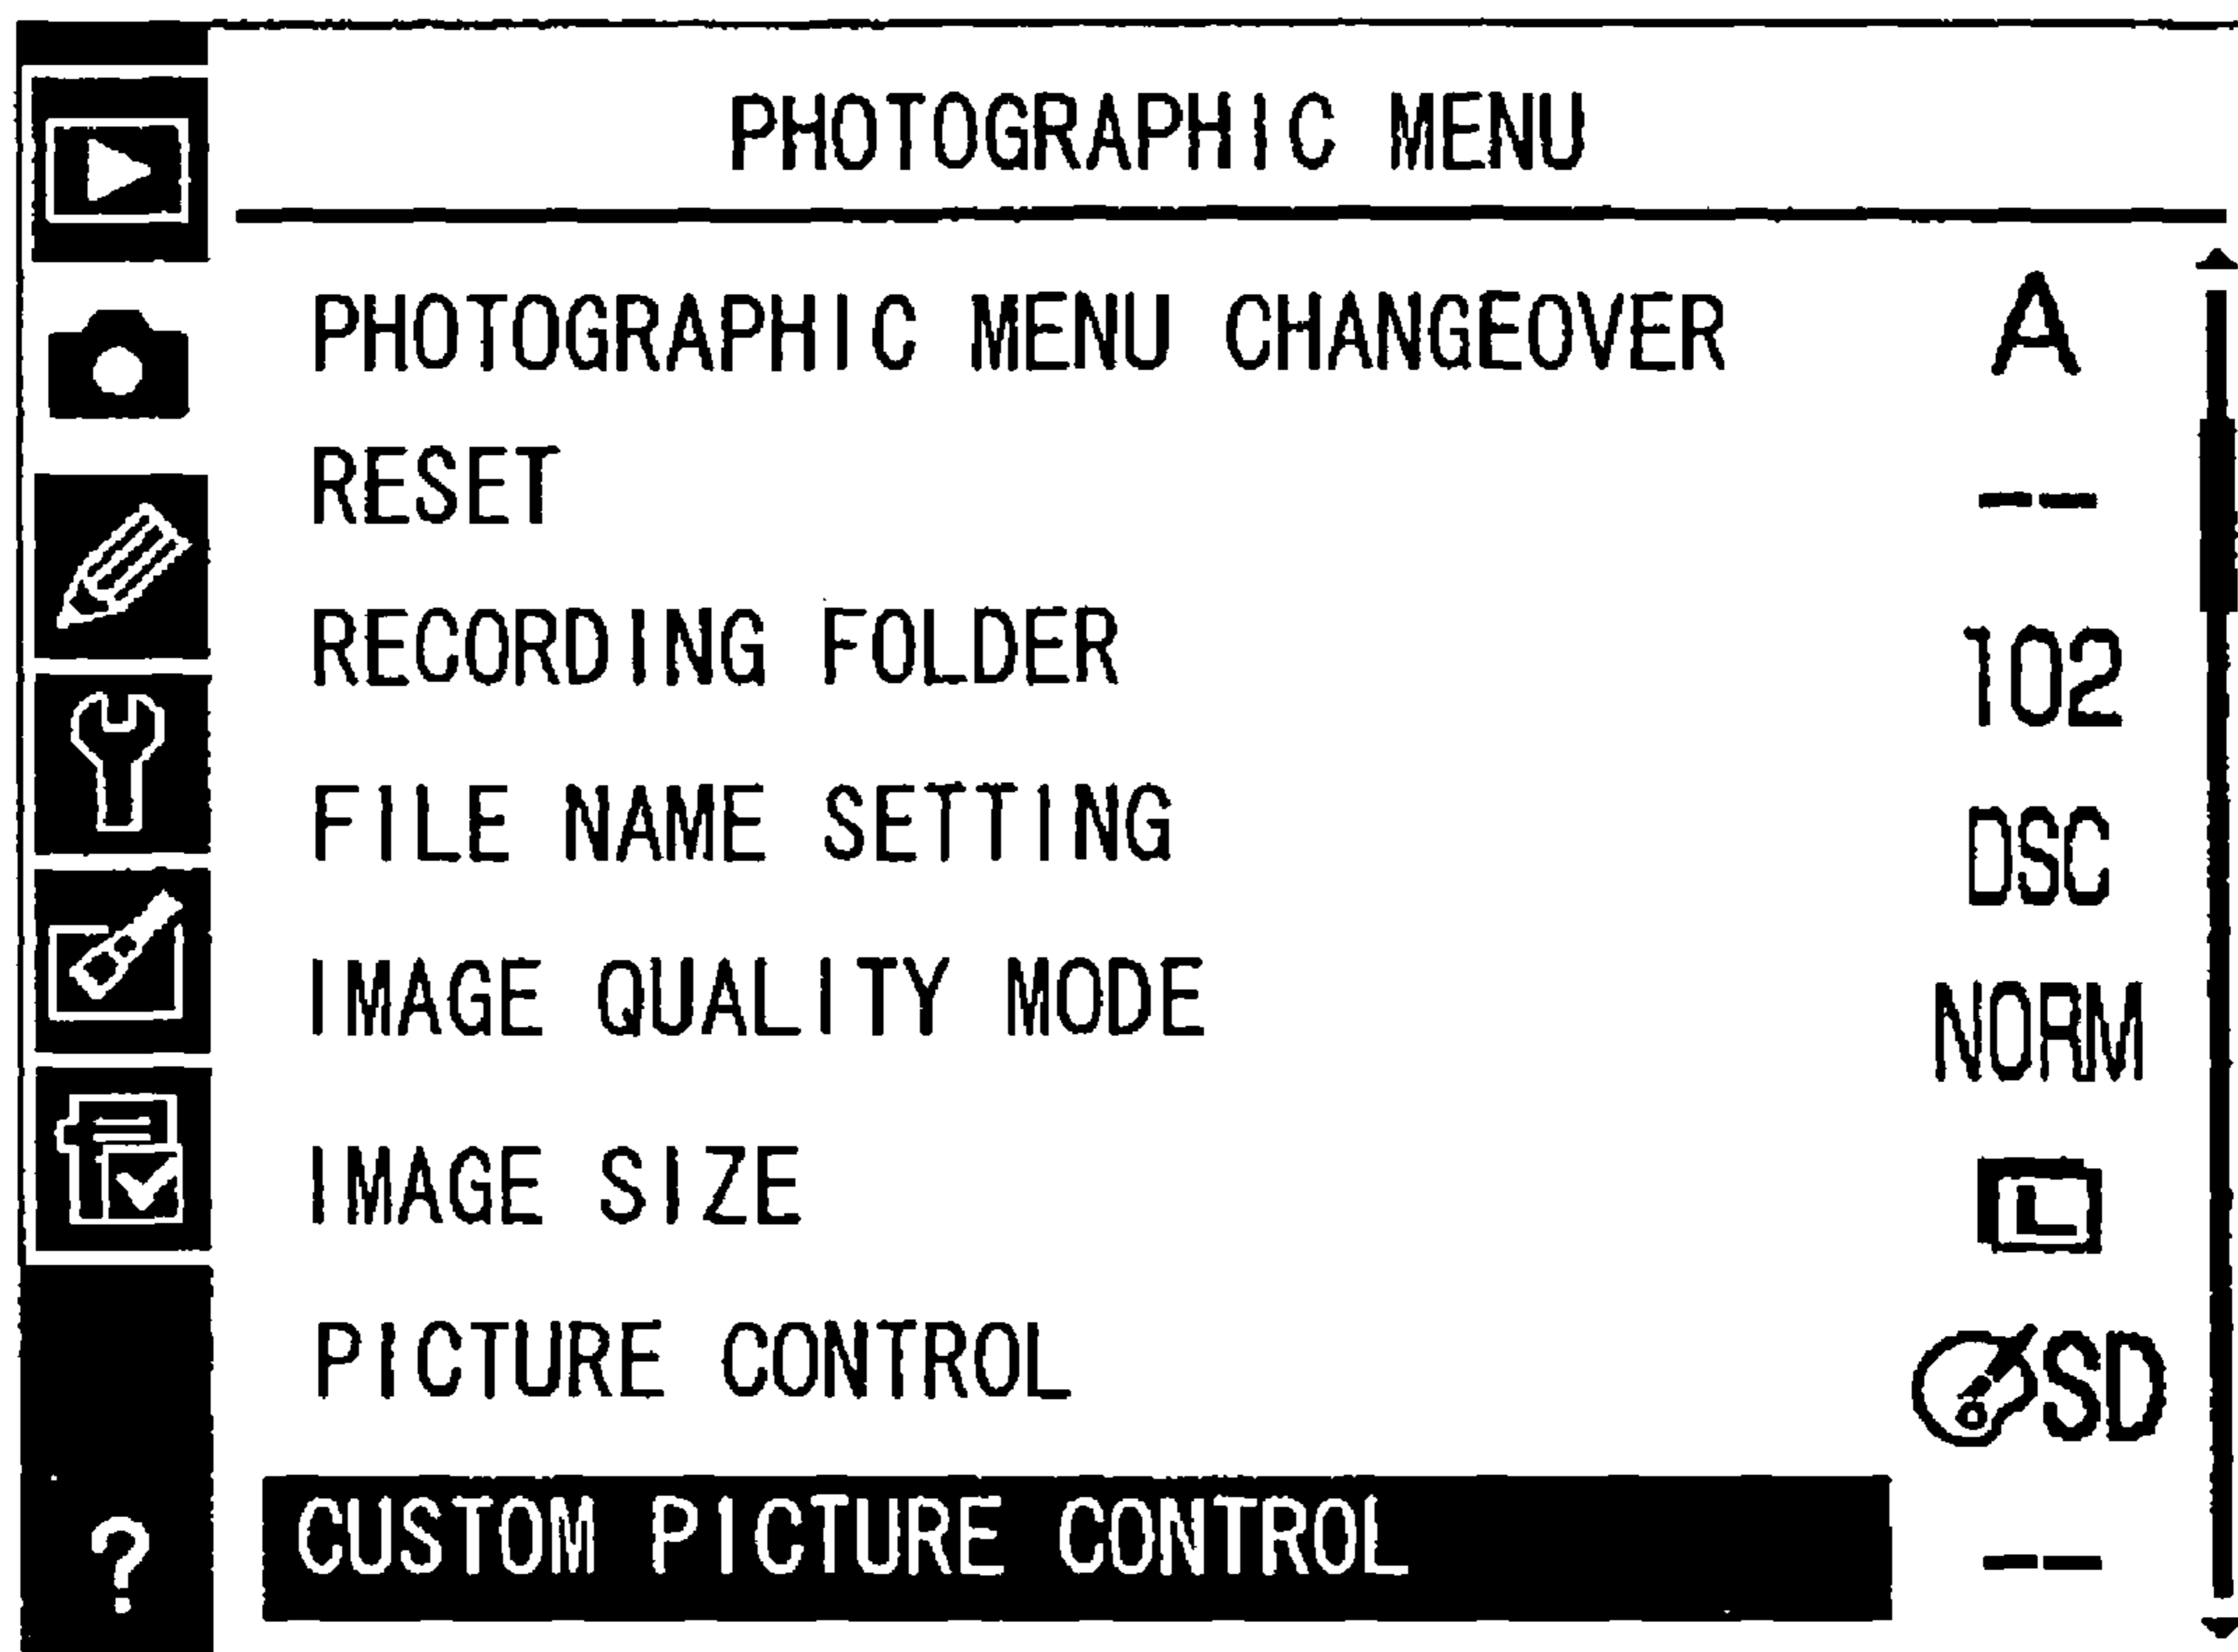 PHOTOGRAPHIC MENU
PHOTOGRAPHIC MENU CHANGEOVER A
RESET --
RECORDING FOLDER 102
FILE NAME SETTING DSC
IMAGE QUALITY MODE NORM
IMAGE SIZE L
PICTURE CONTROL SD
CUSTOM PICTURE CONTROL --
?